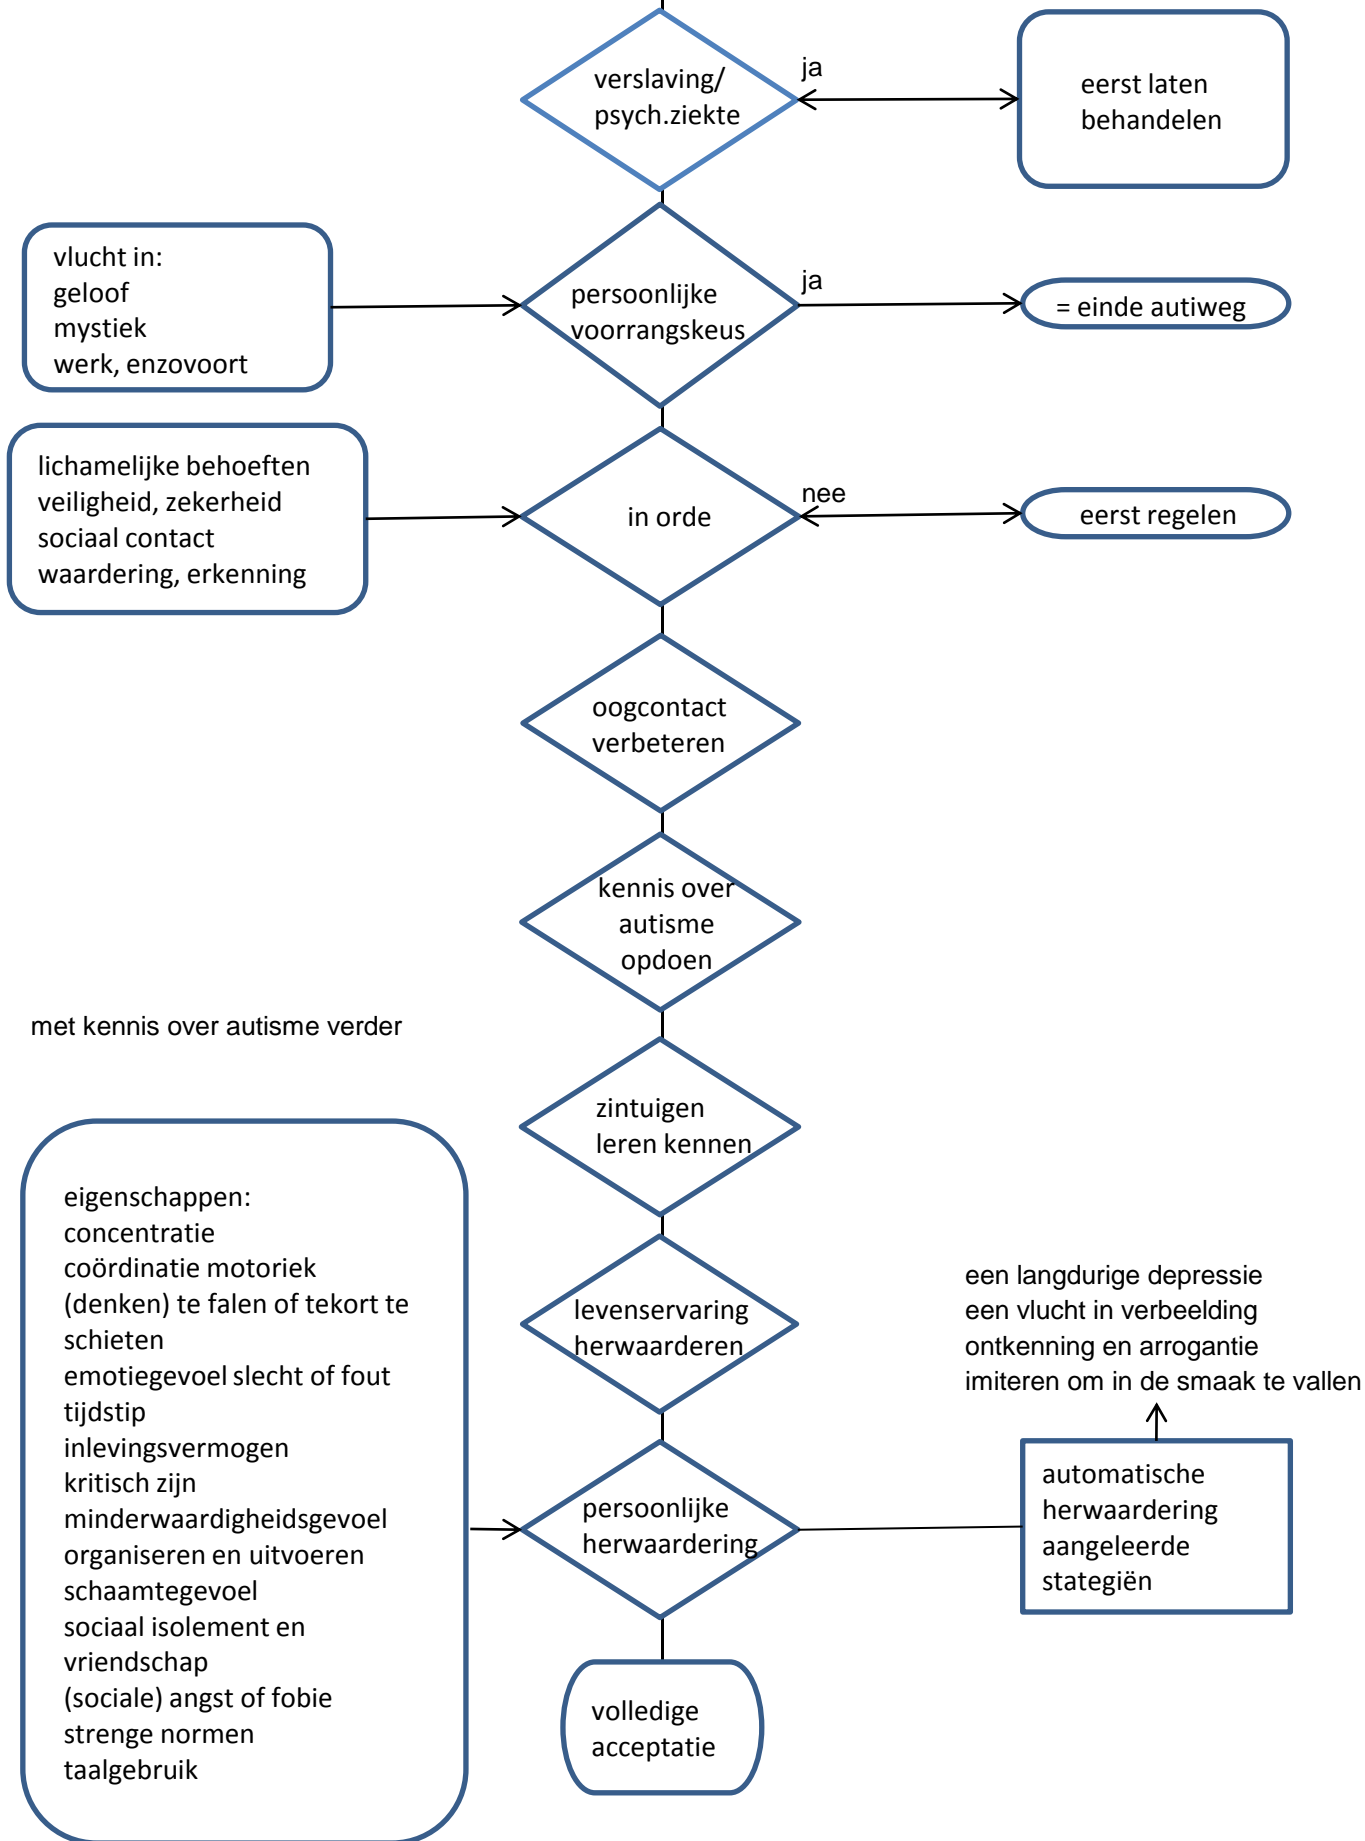 verslaving/
psych.ziekte
ja
eerst laten
behandelen
vlucht in:
geloof
mystiek
werk, enzovoort
persoonlijke
voorrangskeus
ja
= einde autiweg
lichamelijke behoeften
veiligheid, zekerheid
sociaal contact
waardering, erkenning
in orde
nee
eerst regelen
oogcontact
verbeteren
kennis over
autisme
opdoen
met kennis over autisme verder
zintuigen
leren kennen
levenservaring
herwaarderen
eigenschappen:
concentratie
coördinatie motoriek
(denken) te falen of tekort te
schieten
emotiegevoel slecht of fout
tijdstip
inlevingsvermogen
kritisch zijn
minderwaardigheidsgevoel
organiseren en uitvoeren
schaamtegevoel
sociaal isolement en
vriendschap
(sociale) angst of fobie
strenge normen
taalgebruik
persoonlijke
herwaardering
een langdurige depressie
een vlucht in verbeelding
ontkenning en arrogantie
imiteren om in de smaak te vallen
automatische
herwaardering
aangeleerde
stategiën
volledige
acceptatie